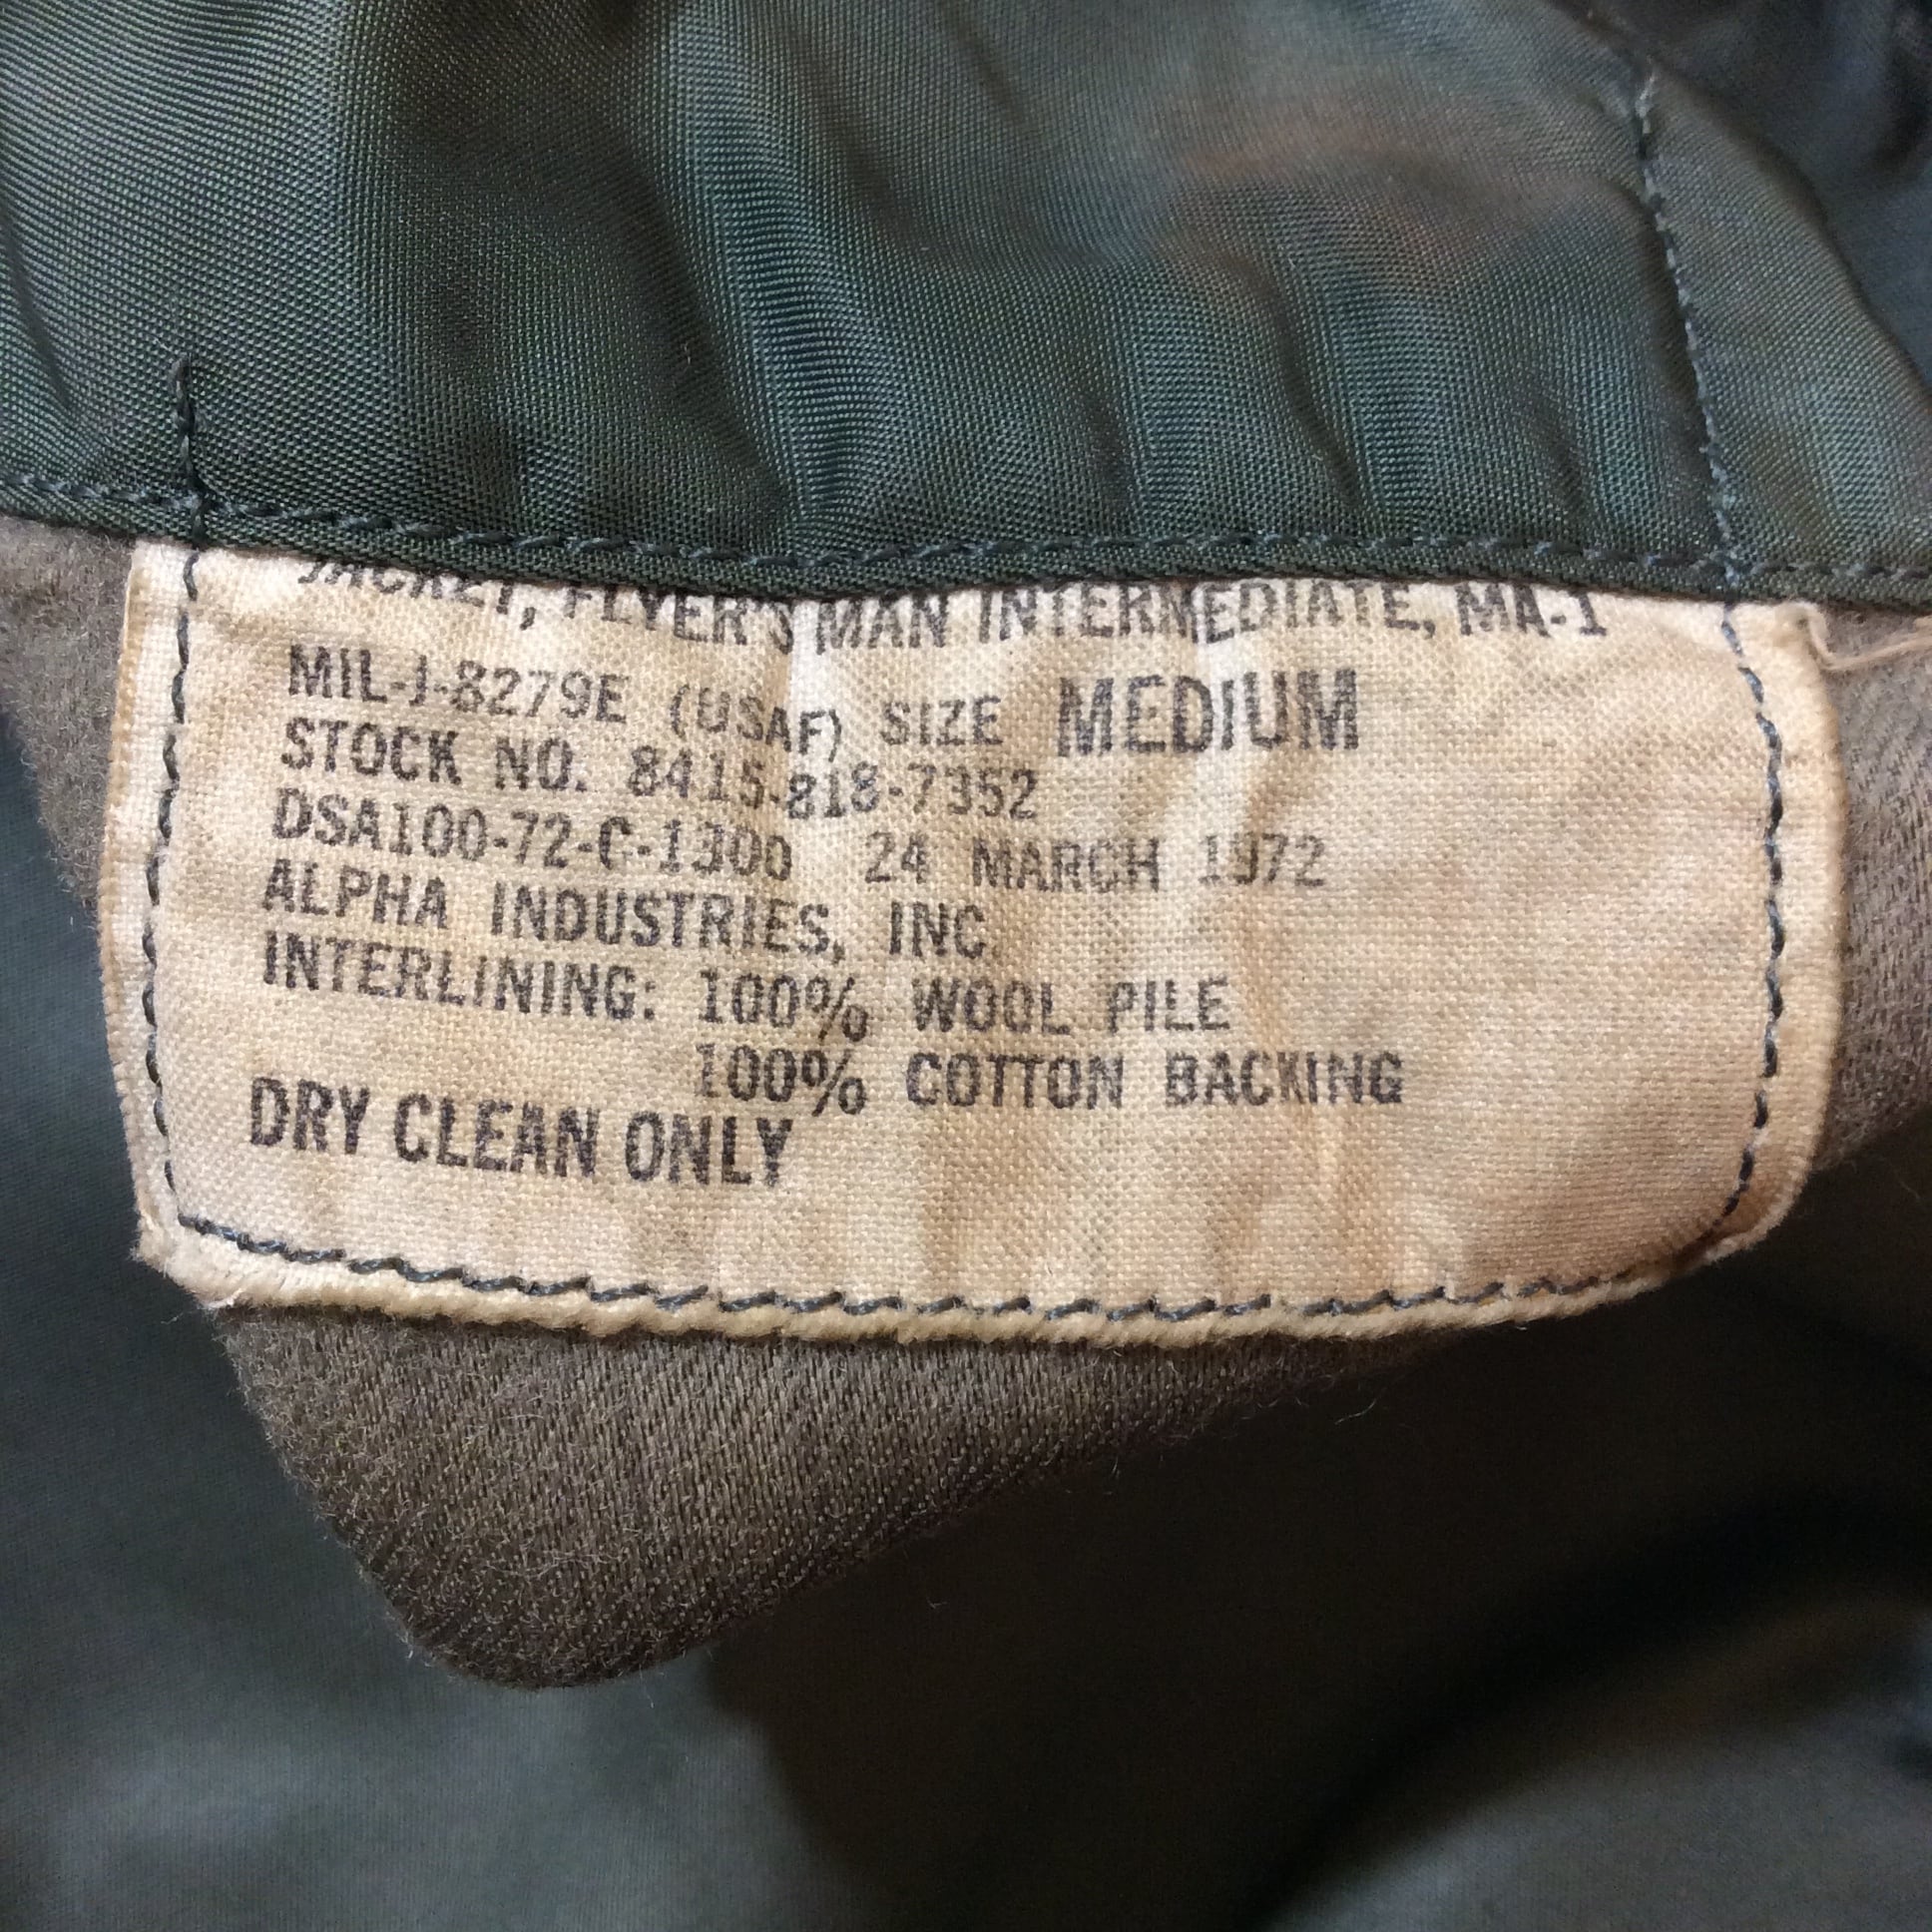 JACKET, FLYER'S MAN INTERMEDIATE, MA-1
MIL-J-8279E (USAF) SIZE MEDIUM
STOCK NO. 8415-818-7352
DSA100-72-C-1300 24 MARCH 1972
ALPHA INDUSTRIES, INC
INTERLINING: 100% WOOL PILE
100% COTTON BACKING
DRY CLEAN ONLY